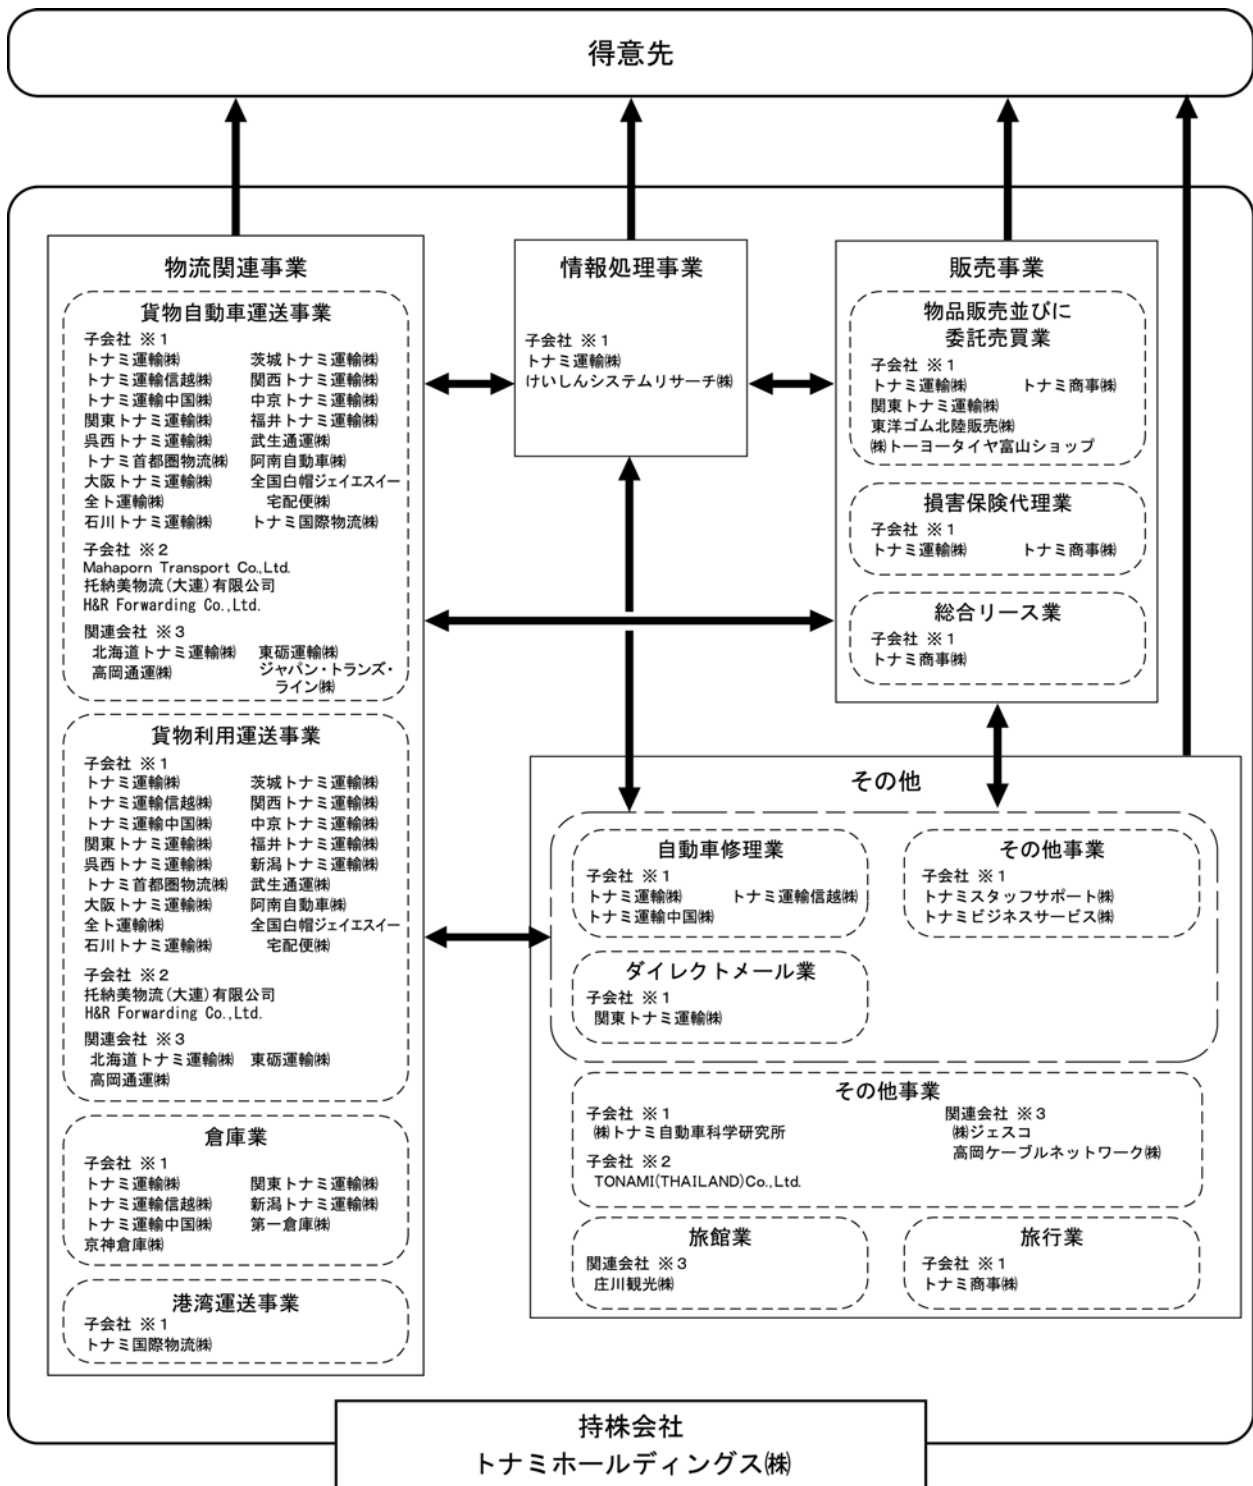 得意先
物流関連事業
貨物自動車運送事業
子会社 ※1
トナミ運輸㈱ 茨城トナミ運輸㈱
トナミ運輸信越㈱ 関西トナミ運輸㈱
トナミ運輸中国㈱ 中京トナミ運輸㈱
関東トナミ運輸㈱ 福井トナミ運輸㈱
呉西トナミ運輸㈱ 武生通運㈱
トナミ首都圏物流㈱ 阿南自動車㈱
大阪トナミ運輸㈱ 全国白帽ジェイエスイー
全ト運輸㈱ 宅配便㈱
石川トナミ運輸㈱ トナミ国際物流㈱
子会社 ※2
Mahaporn Transport Co.,Ltd.
托納美物流(大連)有限公司
H&R Forwarding Co.,Ltd.
関連会社 ※3
北海道トナミ運輸㈱ 東砺運輸㈱
高岡通運㈱ ジャパン・トランズ・
ライン㈱
貨物利用運送事業
子会社 ※1
トナミ運輸㈱ 茨城トナミ運輸㈱
トナミ運輸信越㈱ 関西トナミ運輸㈱
トナミ運輸中国㈱ 中京トナミ運輸㈱
関東トナミ運輸㈱ 福井トナミ運輸㈱
呉西トナミ運輸㈱ 新潟トナミ運輸㈱
トナミ首都圏物流㈱ 武生通運㈱
大阪トナミ運輸㈱ 阿南自動車㈱
全ト運輸㈱ 全国白帽ジェイエスイー
石川トナミ運輸㈱ 宅配便㈱
子会社 ※2
托納美物流(大連)有限公司
H&R Forwarding Co.,Ltd.
関連会社 ※3
北海道トナミ運輸㈱ 東砺運輸㈱
高岡通運㈱
倉庫業
子会社 ※1
トナミ運輸㈱ 関東トナミ運輸㈱
トナミ運輸信越㈱ 新潟トナミ運輸㈱
トナミ運輸中国㈱ 第一倉庫㈱
京神倉庫㈱
港湾運送事業
子会社 ※1
トナミ国際物流㈱
情報処理事業
子会社 ※1
トナミ運輸㈱
けいしんシステムリサーチ㈱
販売事業
物品販売並びに
委託売買業
子会社 ※1
トナミ運輸㈱ トナミ商事㈱
関東トナミ運輸㈱
東洋ゴム北陸販売㈱
㈱トーヨータイヤ富山ショップ
損害保険代理業
子会社 ※1
トナミ運輸㈱ トナミ商事㈱
総合リース業
子会社 ※1
トナミ商事㈱
その他
自動車修理業
子会社 ※1
トナミ運輸㈱ トナミ運輸信越㈱
トナミ運輸中国㈱
その他事業
子会社 ※1
トナミスタッフサポート㈱
トナミビジネスサービス㈱
ダイレクトメール業
子会社 ※1
関東トナミ運輸㈱
その他事業
子会社 ※1
㈱トナミ自動車科学研究所
子会社 ※2
TONAMI(THAILAND)Co.,Ltd.
関連会社 ※3
㈱ジェスコ
高岡ケーブルネットワーク㈱
旅館業
関連会社 ※3
庄川観光㈱
旅行業
子会社 ※1
トナミ商事㈱
持株会社
トナミホールディングス㈱